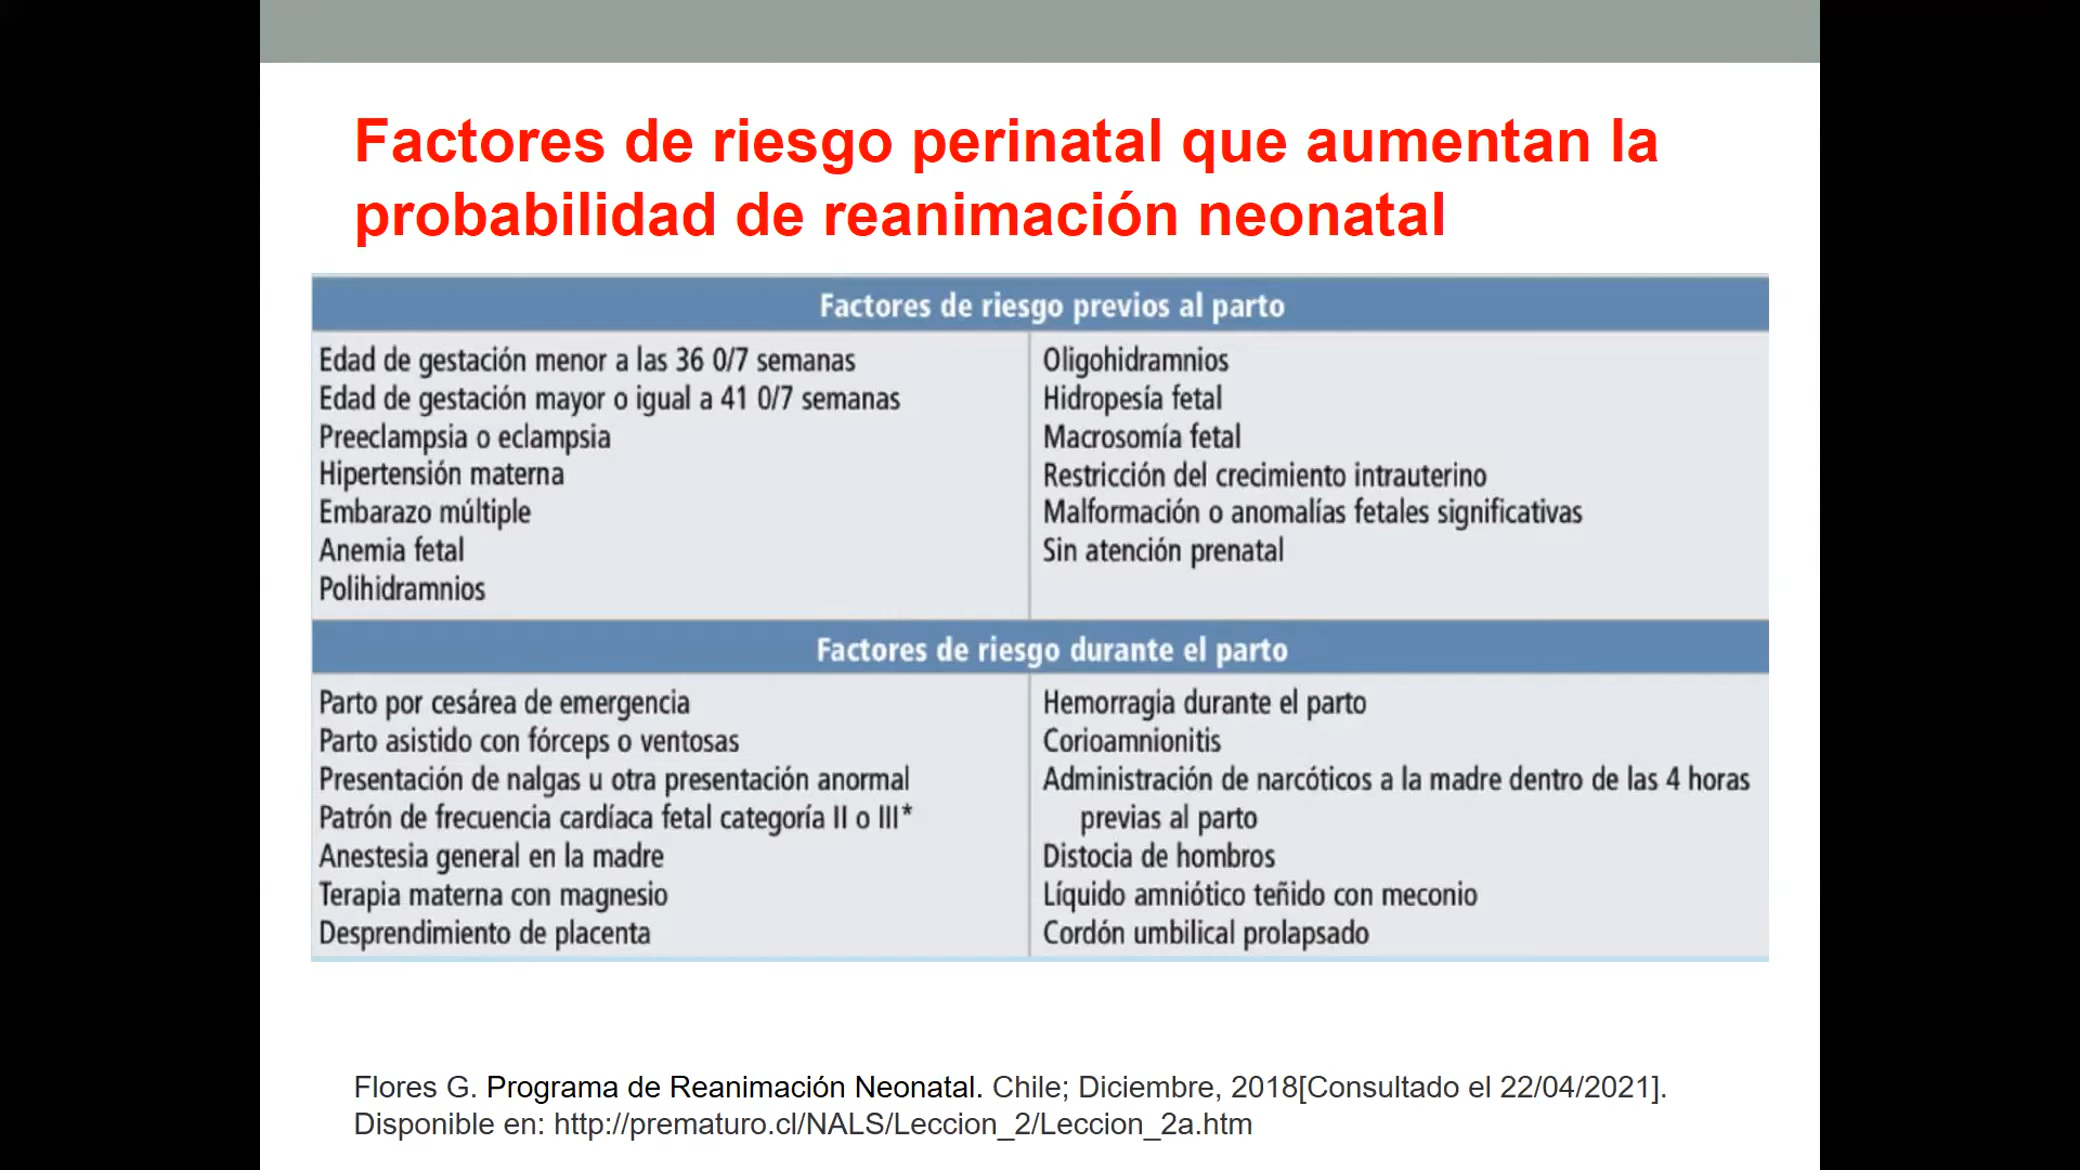 Factores de riesgo perinatal que aumentan la
probabilidad de reanimación neonatal
Factores de riesgo previos al parto
Edad de gestación menor a las 36 0/7 semanas
Edad de gestación mayor o igual a 41 0/7 semanas
Preeclampsia o eclampsia
Hipertensión materna
Embarazo múltiple
Anemia fetal
Polihidramnios
Oligohidramnios
Hidropesía fetal
Macrosomía fetal
Restricción del crecimiento intrauterino
Malformación o anomalías fetales significativas
Sin atención prenatal
Factores de riesgo durante el parto
Parto por cesárea de emergencia
Parto asistido con fórceps o ventosas
Presentación de nalgas u otra presentación anormal
Patrón de frecuencia cardíaca fetal categoría II o III*
Anestesia general en la madre
Terapia materna con magnesio
Desprendimiento de placenta
Hemorragia durante el parto
Corioamnionitis
Administración de narcóticos a la madre dentro de las 4 horas
previas al parto
Distocia de hombros
Líquido amniótico teñido con meconio
Cordón umbilical prolapsado
Flores G. Programa de Reanimación Neonatal. Chile; Diciembre, 2018[Consultado el 22/04/2021].
Disponible en: http://prematuro.cl/NALS/Leccion_2/Leccion_2a.htm